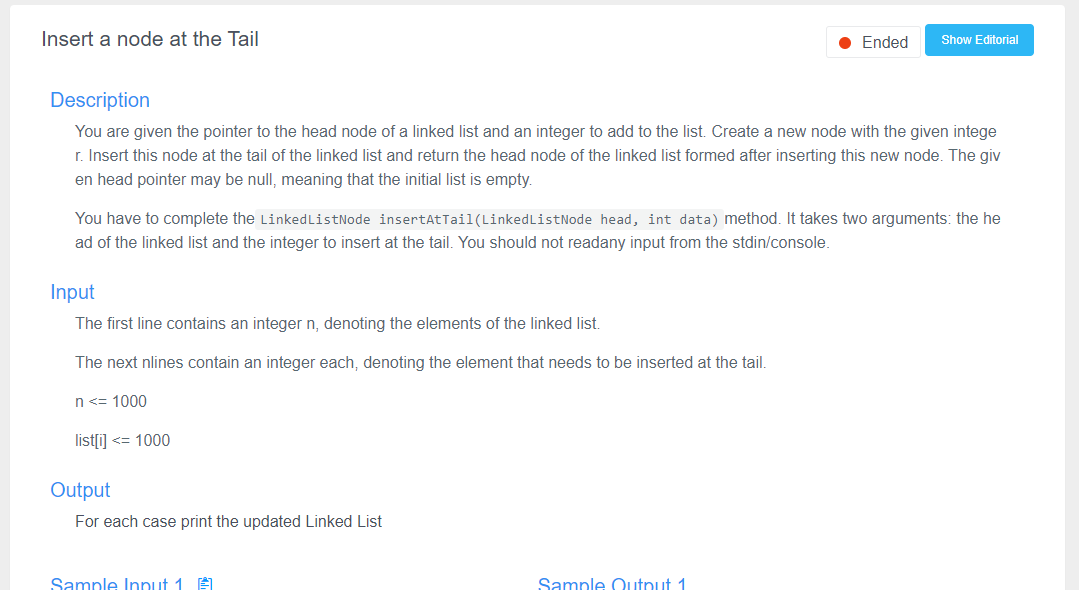 Insert a node at the Tail
Ended
Show Editorial
Description
You are given the pointer to the head node of a linked list and an integer to add to the list. Create a new node with the given intege
r. Insert this node at the tail of the linked list and return the head node of the linked list formed after inserting this new node. The giv
en head pointer may be null, meaning that the initial list is empty.
You have to complete the LinkedListNode insertAtTail(LinkedListNode head, int data) method. It takes two arguments: the he
ad of the linked list and the integer to insert at the tail. You should not readany input from the stdin/console.
Input
The first line contains an integer n, denoting the elements of the linked list.
The next nlines contain an integer each, denoting the element that needs to be inserted at the tail.
n <= 1000
list[i] <= 1000
Output
For each case print the updated Linked List
Sample Input 1
Sample Output 1